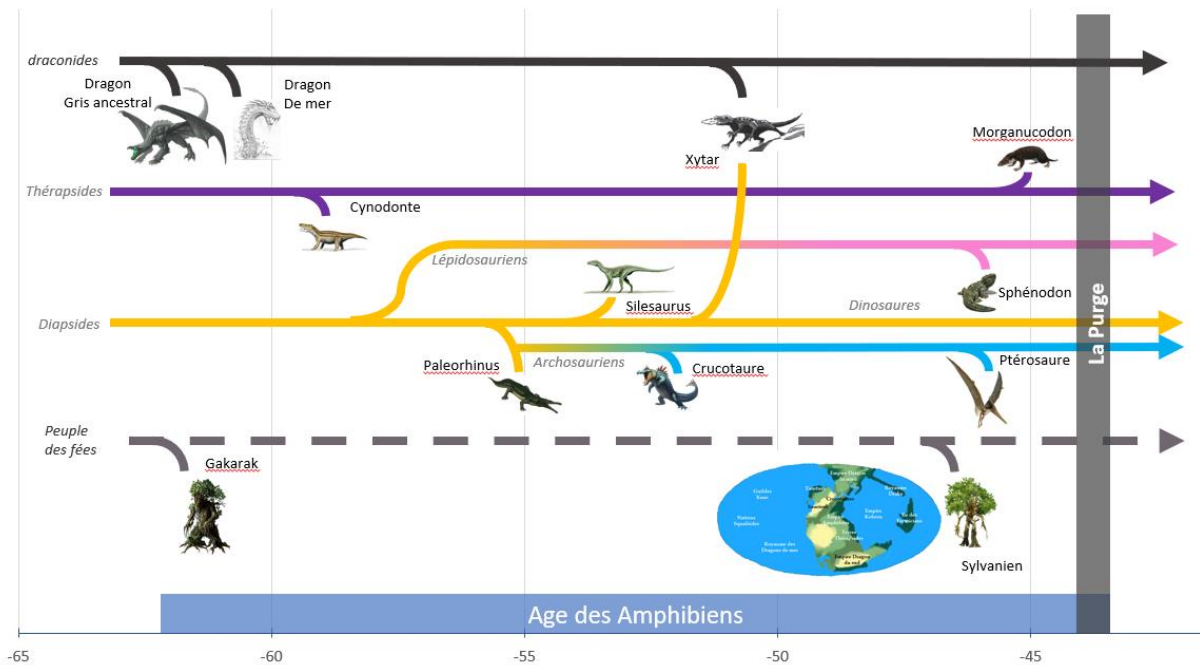 draconides
Dragon
Gris ancestral
Dragon
De mer
Xytar
Morganucodon
Thérapsides
Cynodonte
Lépidosauriens
Silesaurus
Sphénodon
Dinosaures
Diapsides
La Purge
Paleorhinus
Archosauriens
Crucotaure
Ptérosaure
Peuple
des fées
Gakarak
Sylvanien
Age des Amphibiens
-65
-60
-55
-50
-45